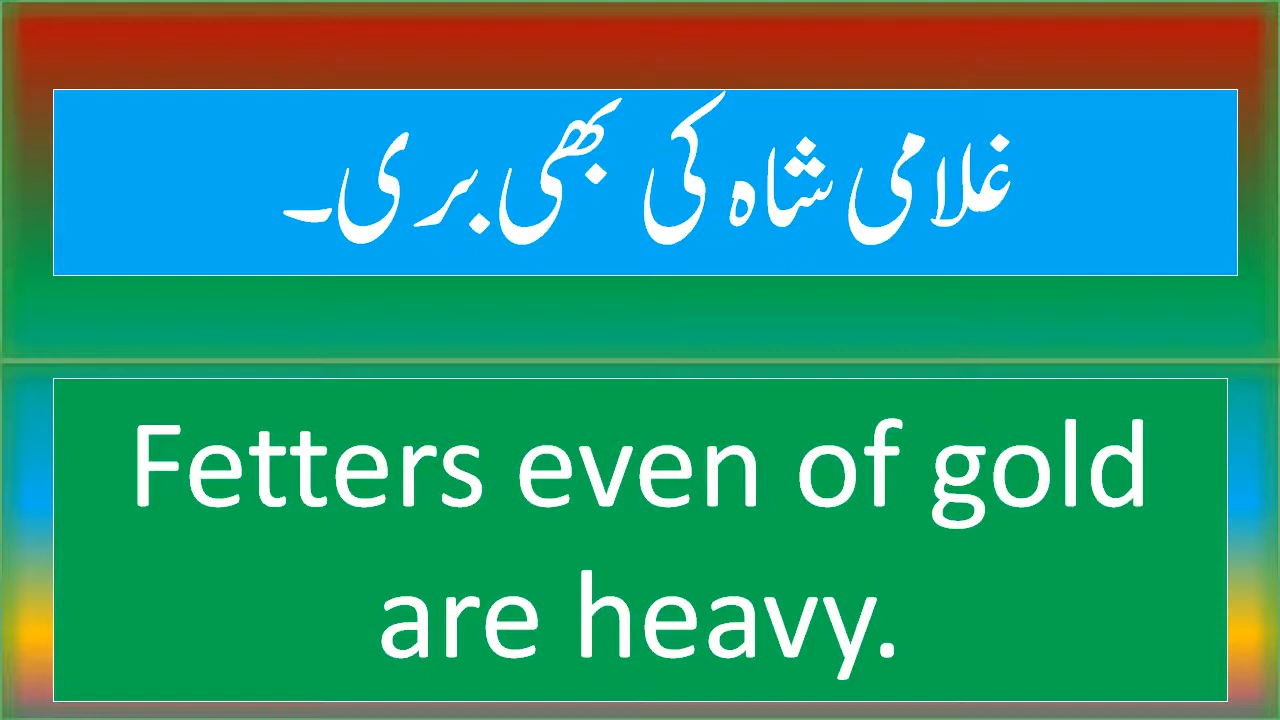 غلامی شاہ کی بھی بری۔
Fetters even of gold
are heavy.